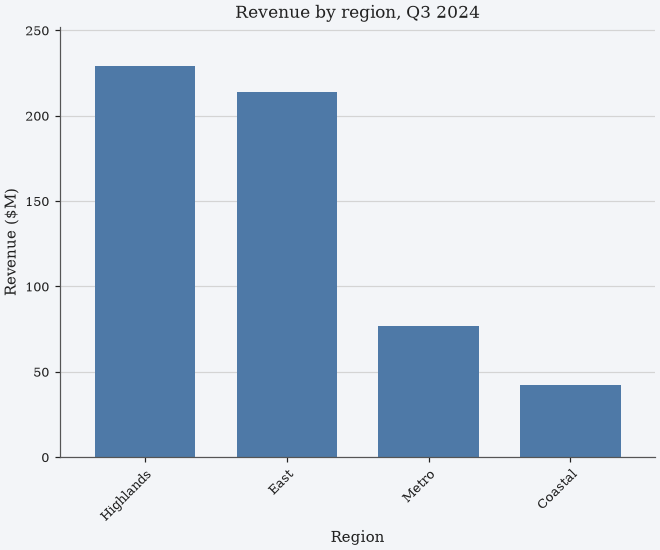 Revenue by region, Q3 2024
Revenue ($M)
250
200
150
100
50
0
Highlands
East
Metro
Coastal
Region